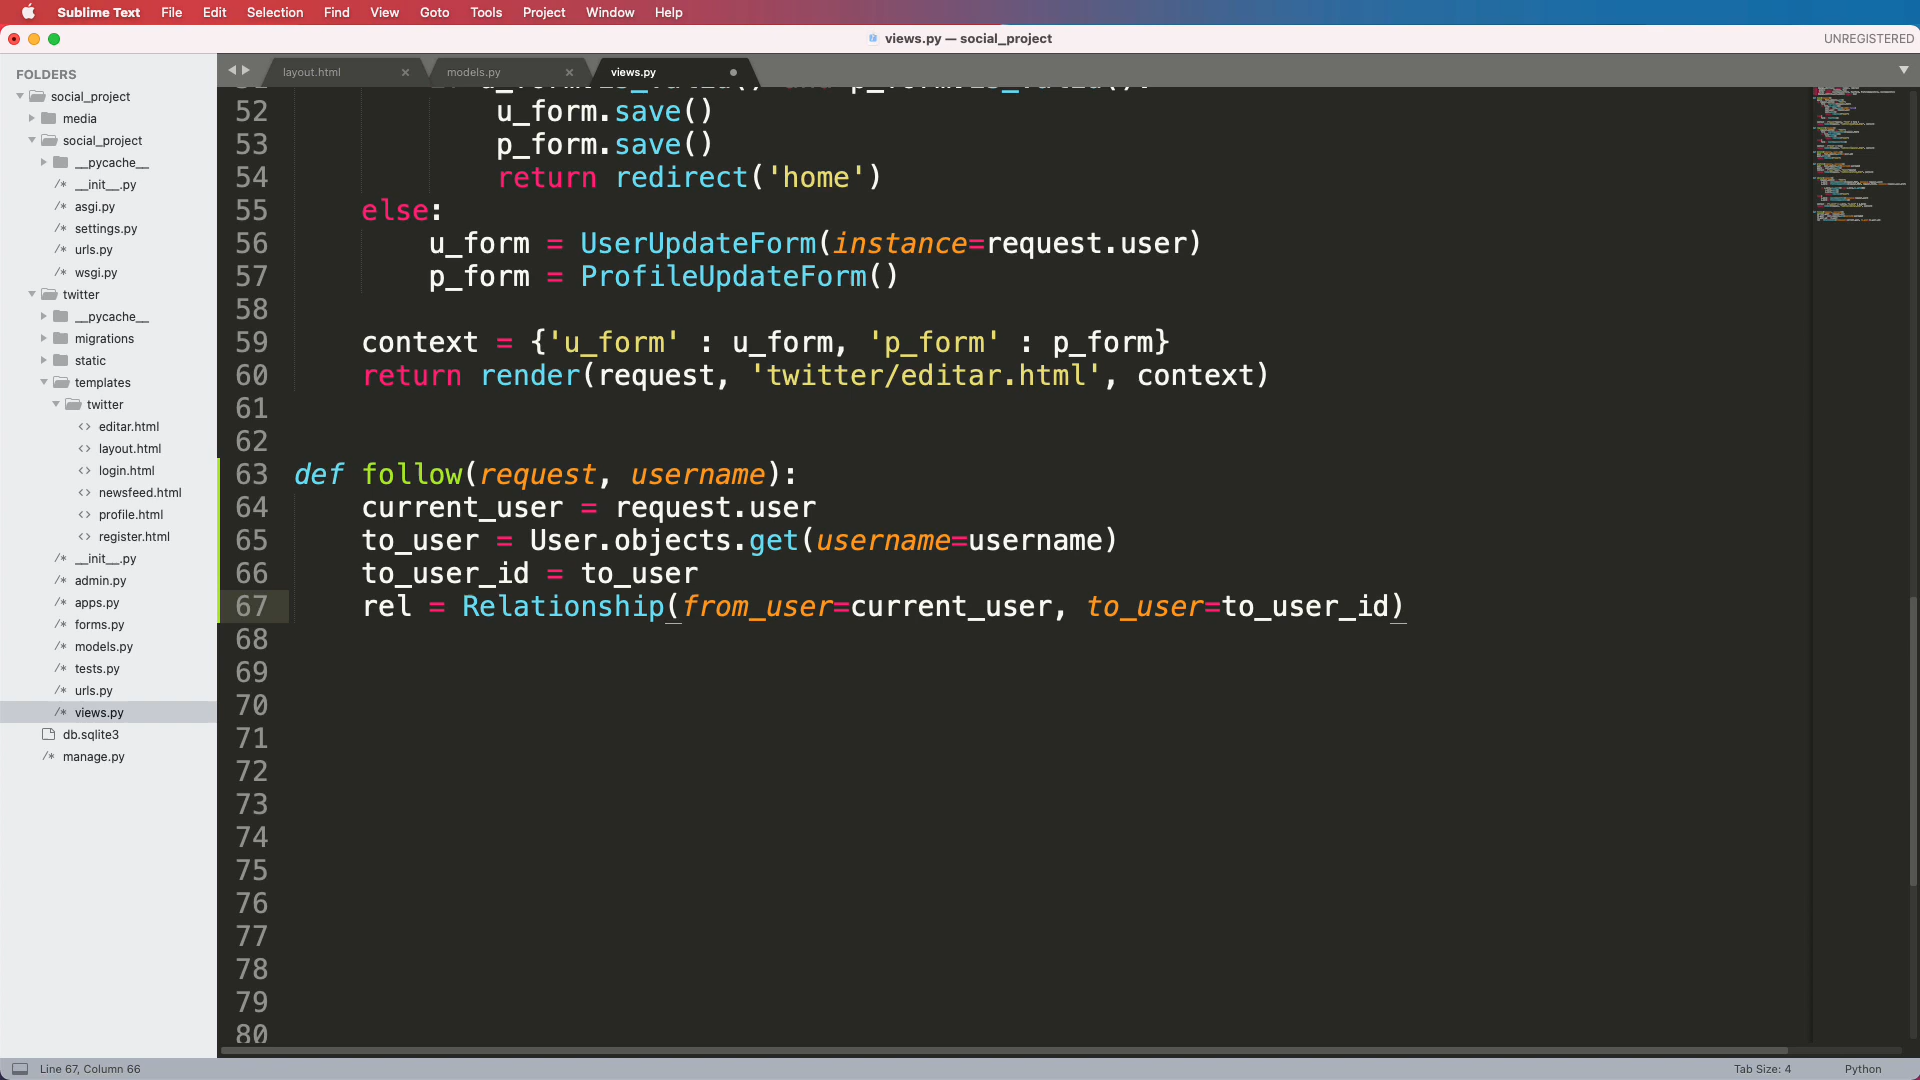 Sublime Text File Edit Selection Find View Goto Tools Project Window Help
views.py — social_project
UNREGISTERED
FOLDERS
social_project
media
social_project
__pycache__
/* __init__.py
/* asgi.py
/* settings.py
/* urls.py
/* wsgi.py
twitter
__pycache__
migrations
static
templates
twitter
<> editar.html
<> layout.html
<> login.html
<> newsfeed.html
<> profile.html
<> register.html
/* __init__.py
/* admin.py
/* apps.py
/* forms.py
/* models.py
/* tests.py
/* urls.py
/* views.py
db.sqlite3
/* manage.py
layout.html models.py views.py
52 u_form.save()
53 p_form.save()
54 return redirect('home')
55 else:
56 u_form = UserUpdateForm(instance=request.user)
57 p_form = ProfileUpdateForm()
58
59 context = {'u_form' : u_form, 'p_form' : p_form}
60 return render(request, 'twitter/editar.html', context)
61
62
63 def follow(request, username):
64 current_user = request.user
65 to_user = User.objects.get(username=username)
66 to_user_id = to_user
67 rel = Relationship(from_user=current_user, to_user=to_user_id)
68
69
70
71
72
73
74
75
76
77
78
79
80
Line 67, Column 66
Tab Size: 4
Python